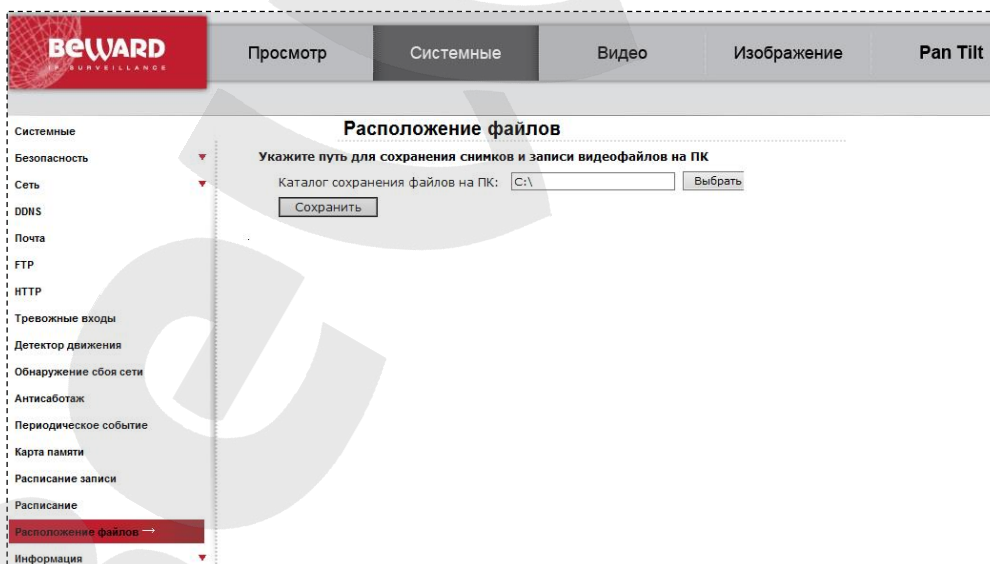 BEWARD
IP SURVEILLANCE
Просмотр
Системные
Видео
Изображение
Pan Tilt
Системные
Безопасность
Сеть
DDNS
Почта
FTP
HTTP
Тревожные входы
Детектор движения
Обнаружение сбоя сети
Антисаботаж
Периодическое событие
Карта памяти
Расписание записи
Расписание
Расположение файлов →
Информация
Расположение файлов
Укажите путь для сохранения снимков и записи видеофайлов на ПК
Каталог сохранения файлов на ПК: C:\ Выбрать
Сохранить